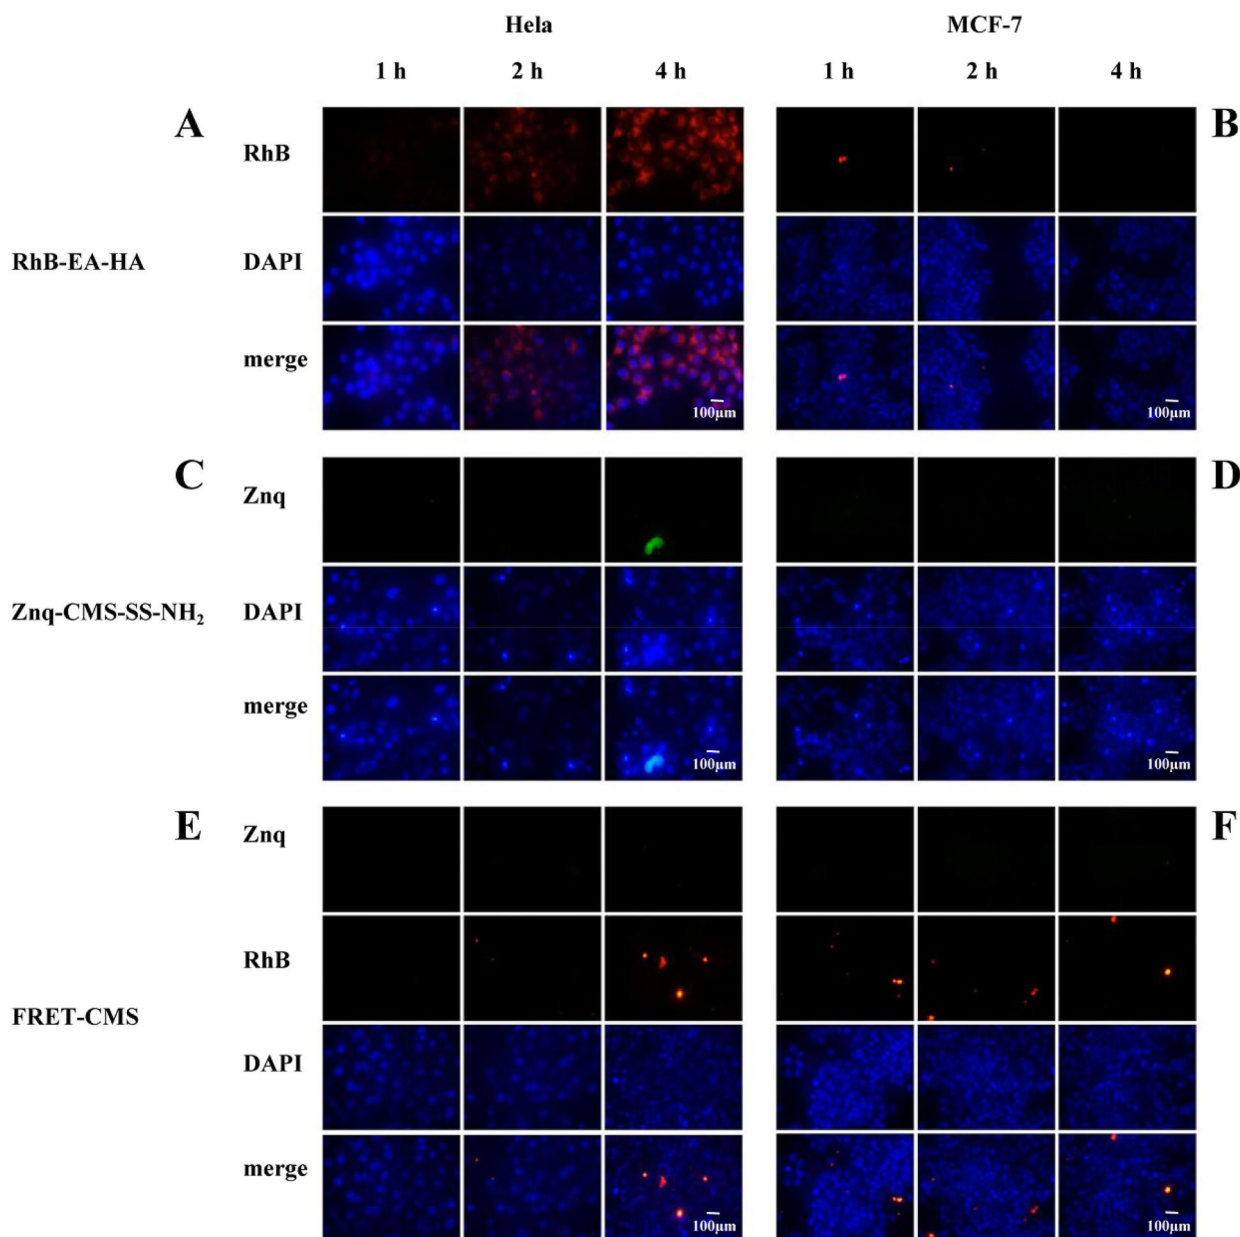 Hela MCF-7
1 h 2 h 4 h 1 h 2 h 4 h
A B
RhB
RhB-EA-HA DAPI
merge
100μm 100μm
C D
Znq
Znq-CMS-SS-NH₂ DAPI
merge
100μm 100μm
E F
Znq
RhB
FRET-CMS
DAPI
merge
100μm 100μm